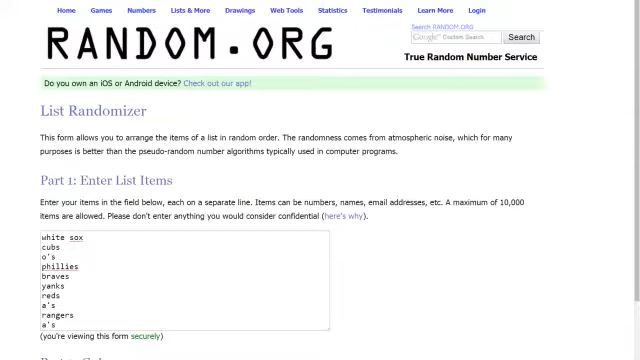 Home Games Numbers Lists & More Drawings Web Tools Statistics Testimonials Learn More Login
Search RANDOM.ORG
RANDOM.ORG
Google Custom Search Search
True Random Number Service
Do you own an iOS or Android device? Check out our app!
List Randomizer
This form allows you to arrange the items of a list in random order. The randomness comes from atmospheric noise, which for many
purposes is better than the pseudo-random number algorithms typically used in computer programs.
Part 1: Enter List Items
Enter your items in the field below, each on a separate line. Items can be numbers, names, email addresses, etc. A maximum of 10,000
items are allowed. Please don't enter anything you would consider confidential (here's why).
white sox
cubs
o's
phillies
braves
yanks
reds
a's
rangers
a's
(you're viewing this form securely)